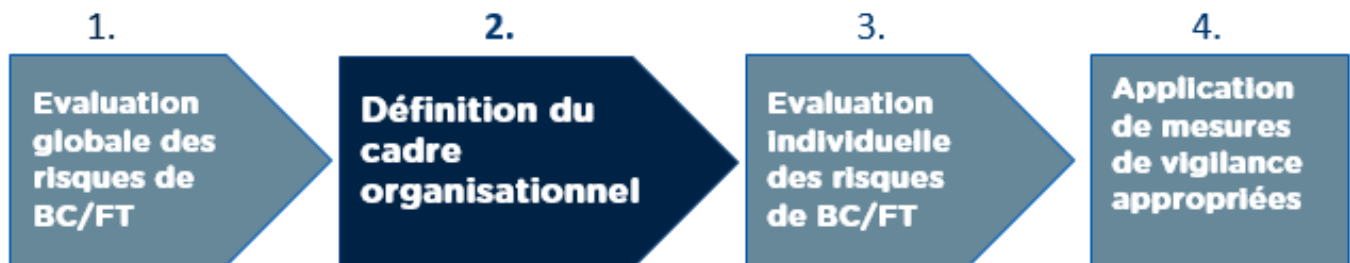 1.
Evaluation
globale des
risques de
BC/FT
2.
Définition du
cadre
organisationnel
3.
Evaluation
individuelle
des risques
de BC/FT
4.
Application
de mesures
de vigilance
appropriées